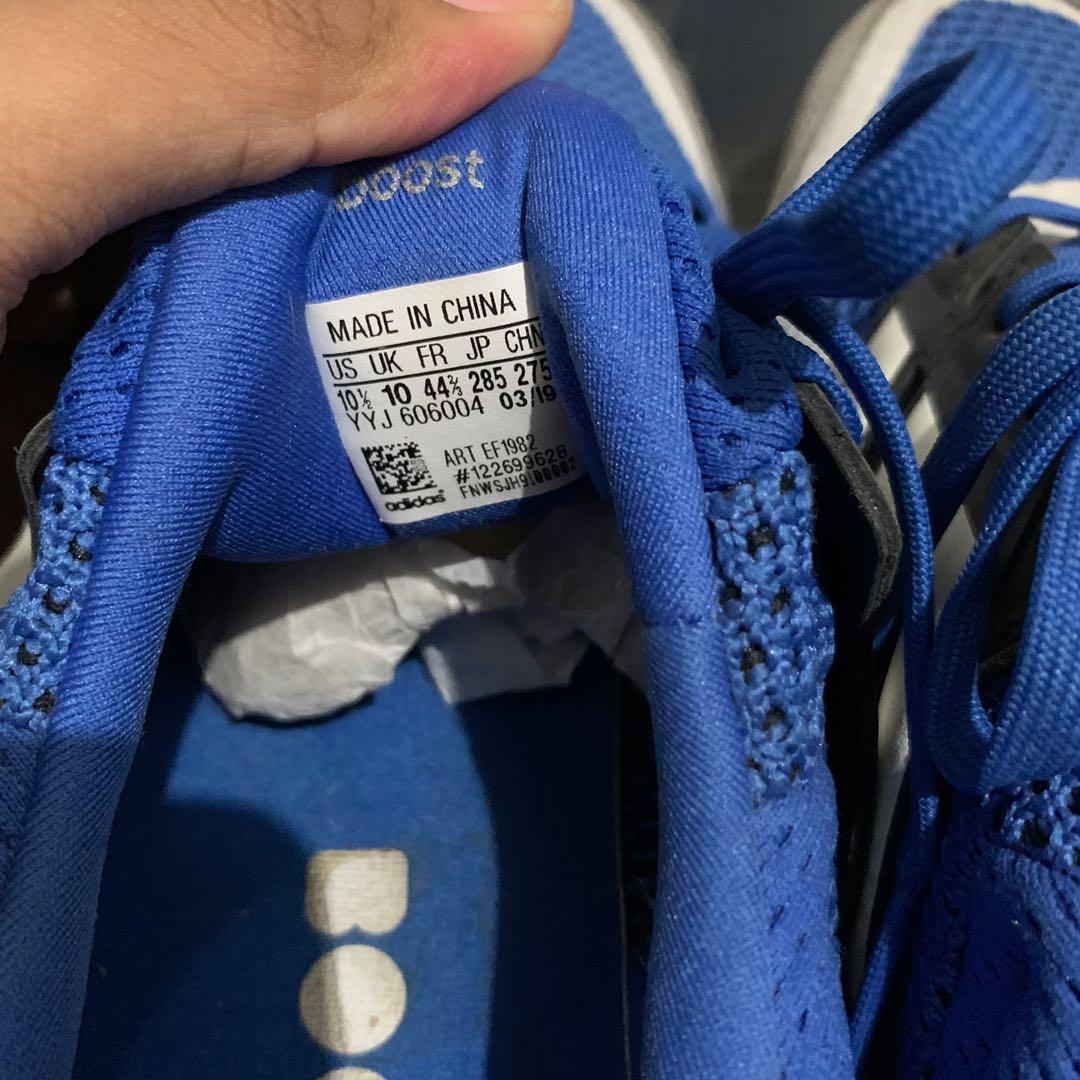 boost
MADE IN CHINA
US UK FR JP CHN
10½ 10 44⅔ 285 275
YYJ 606004 03/19
ART EF1982
#122699628
adidas